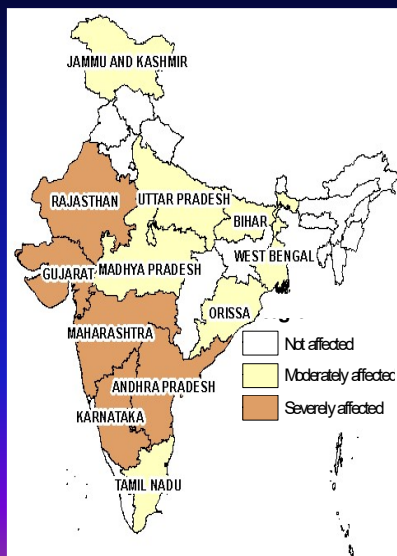 JAMMU AND KASHMIR
RAJASTHAN
UTTAR PRADESH
BIHAR
GUJARAT
MADHYA PRADESH
WEST BENGAL
ORISSA
MAHARASHTRA
Not affected
Moderately affected
ANDHRA PRADESH
Severely affected
KARNATAKA
TAMIL NADU